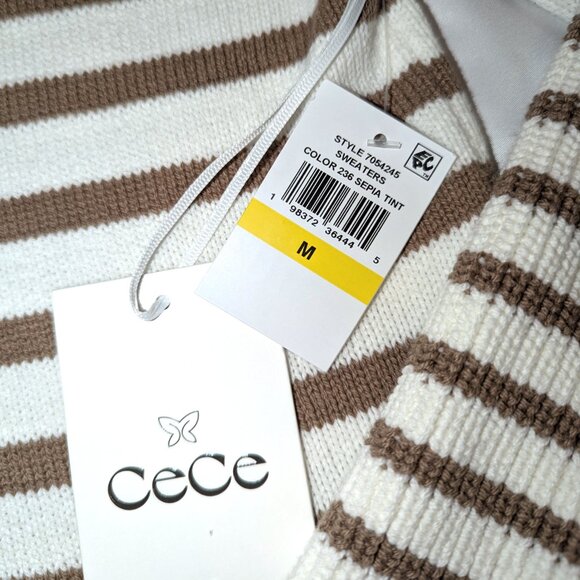 STYLE 7054245
SWEATERS
COLOR 236 SEPIA TINT
1 98372 36444 5
M
CeCe